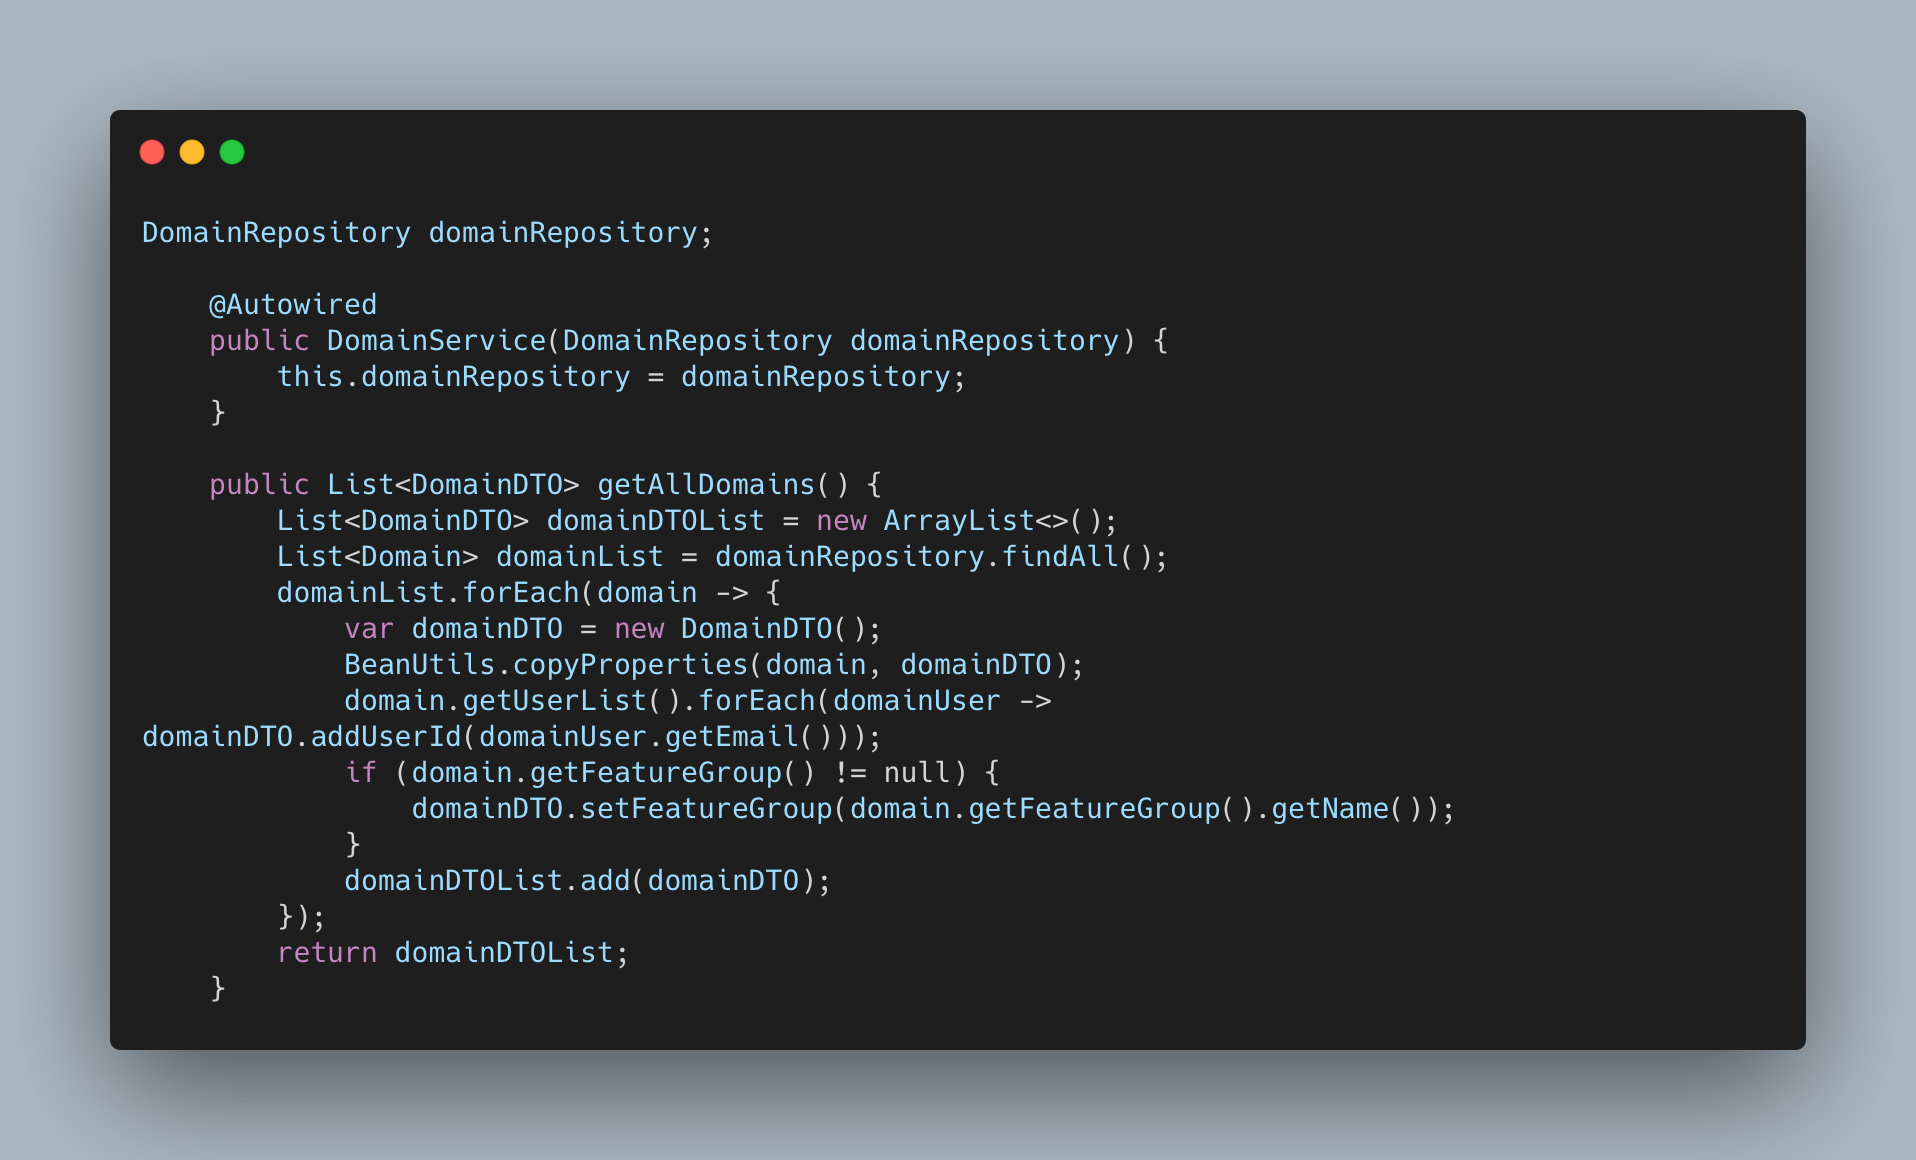 DomainRepository domainRepository;

    @Autowired
    public DomainService(DomainRepository domainRepository) {
        this.domainRepository = domainRepository;
    }

    public List<DomainDTO> getAllDomains() {
        List<DomainDTO> domainDTOList = new ArrayList<>();
        List<Domain> domainList = domainRepository.findAll();
        domainList.forEach(domain -> {
            var domainDTO = new DomainDTO();
            BeanUtils.copyProperties(domain, domainDTO);
            domain.getUserList().forEach(domainUser ->
domainDTO.addUserId(domainUser.getEmail()));
            if (domain.getFeatureGroup() != null) {
                domainDTO.setFeatureGroup(domain.getFeatureGroup().getName());
            }
            domainDTOList.add(domainDTO);
        });
        return domainDTOList;
    }